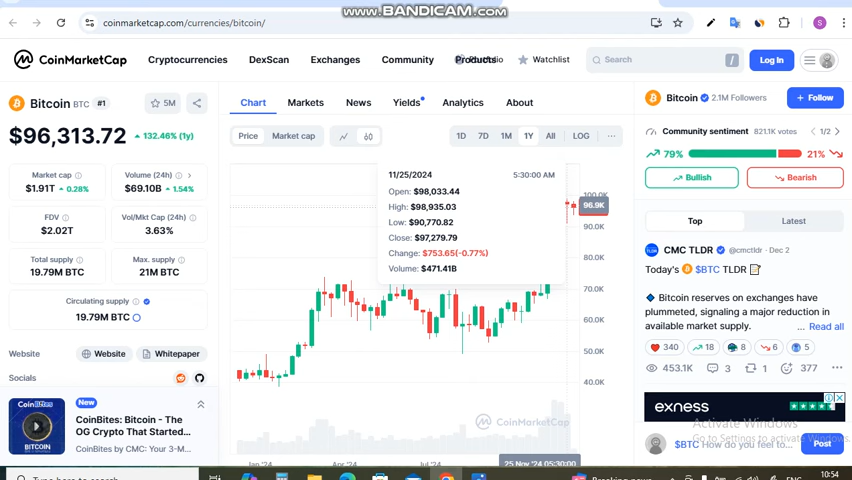 www.BANDICAM.com
coinmarketcap.com/currencies/bitcoin/
S
CoinMarketCap
Cryptocurrencies
DexScan
Exchanges
Community
Products
Portfolio
Watchlist
Search
/
Log In
Bitcoin BTC #1
5M
$96,313.72
132.46% (1y)
Market cap
$1.91T 0.28%
Volume (24h)
$69.10B 1.54%
FDV
$2.02T
Vol/Mkt Cap (24h)
3.63%
Total supply
19.79M BTC
Max. supply
21M BTC
Circulating supply
19.79M BTC
Website
Website
Whitepaper
Socials
New
CoinBites: Bitcoin - The
OG Crypto That Started...
CoinBites by CMC: Your 3-M...
CoinBites
BITCOIN
Chart
Markets
News
Yields
Analytics
About
Price
Market cap
1D
7D
1M
1Y
All
LOG
11/25/2024 5:30:00 AM
Open: $98,033.44
High: $98,935.03
Low: $90,770.82
Close: $97,279.79
Change: $753.65(-0.77%)
Volume: $471.41B
100.0K
96.9K
90.0K
80.0K
70.0K
60.0K
50.0K
40.0K
CoinMarketCap
Jan '24
Apr '24
Jul '24
25 Nov '24 05:30:00
Bitcoin 2.1M Followers
+ Follow
Community sentiment 821.1K votes 1/2
79%
21%
Bullish
Bearish
Top
Latest
CMC TLDR @cmctldr · Dec 2
Today's $BTC TLDR
Bitcoin reserves on exchanges have
plummeted, signaling a major reduction in
available market supply.
... Read all
340
18
8
6
5
453.1K
3
1
377
exness
Activate Windows
Go to Settings to activate Windows.
$BTC How do you feel to...
Post
Type here to search
Breaking news
ENG
10:54